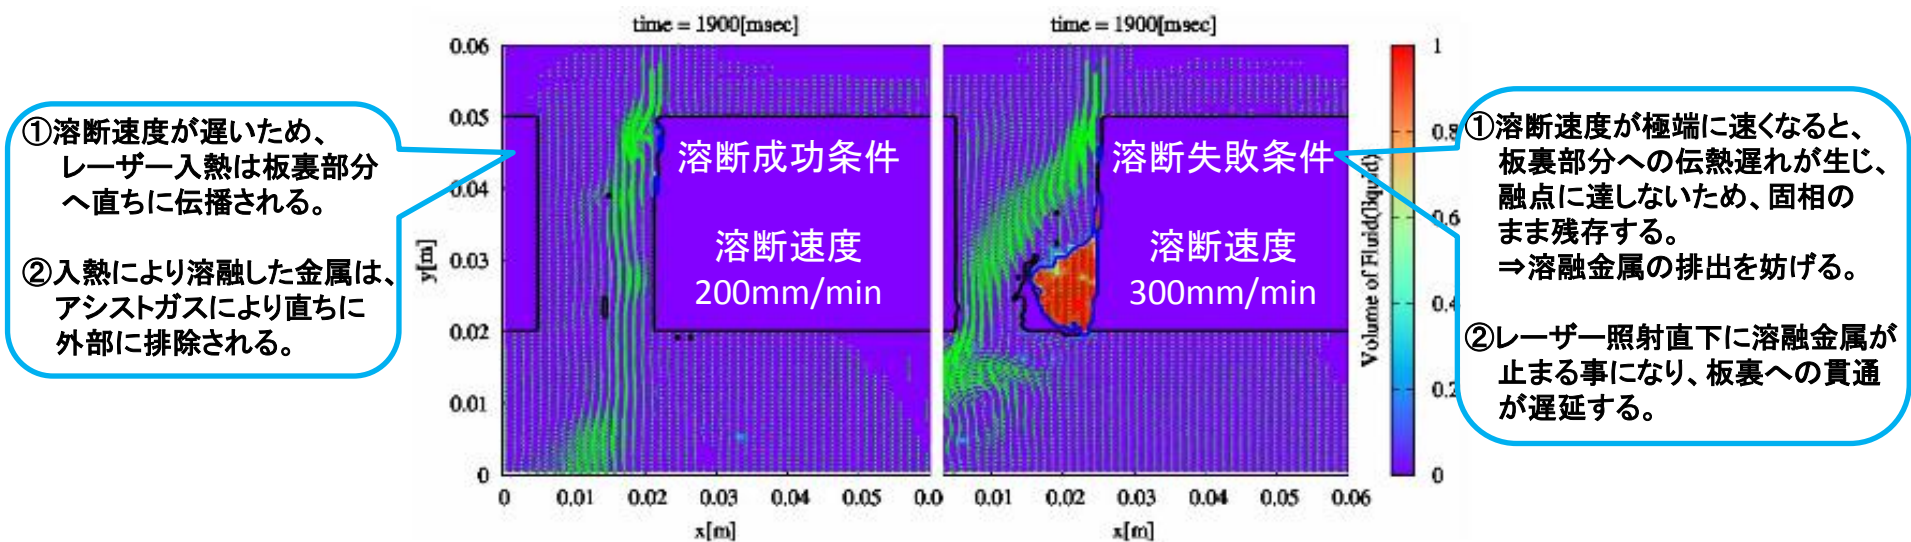 ①溶断速度が遅いため、
レーザー入熱は板裏部分
へ直ちに伝播される。
②入熱により溶融した金属は、
アシストガスにより直ちに
外部に排除される。
time = 1900[msec]
0.06
0.05
0.04
0.03
0.02
0.01
0
y[m]
溶断成功条件
溶断速度
200mm/min
0
0.01
0.02
0.03
0.04
0.05
0.0
x[m]
time = 1900[msec]
溶断失敗条件
溶断速度
300mm/min
0.01
0.02
0.03
0.04
0.05
0.06
x[m]
1
0.8
0.6
0.4
0.2
0
Volume of Fluid(liquid)
①溶断速度が極端に速くなると、
板裏部分への伝熱遅れが生じ、
融点に達しないため、固相の
まま残存する。
⇒溶融金属の排出を妨げる。
②レーザー照射直下に溶融金属が
止まる事になり、板裏への貫通
が遅延する。